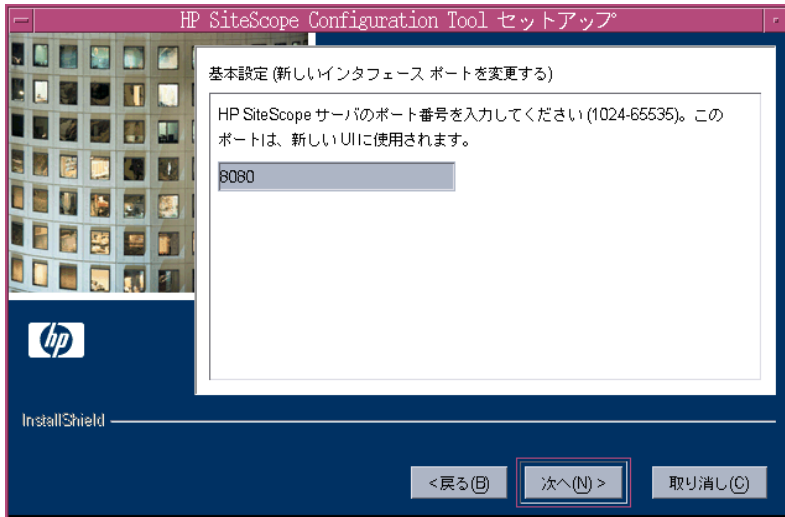 HP SiteScope Configuration Tool セットアップ
基本設定 (新しいインタフェース ポートを変更する)
HP SiteScope サーバのポート番号を入力してください (1024-65535)。この
ポートは、新しい UIに使用されます。
8080
hp
InstallShield
<戻る(B)
次へ(N) >
取り消し(C)